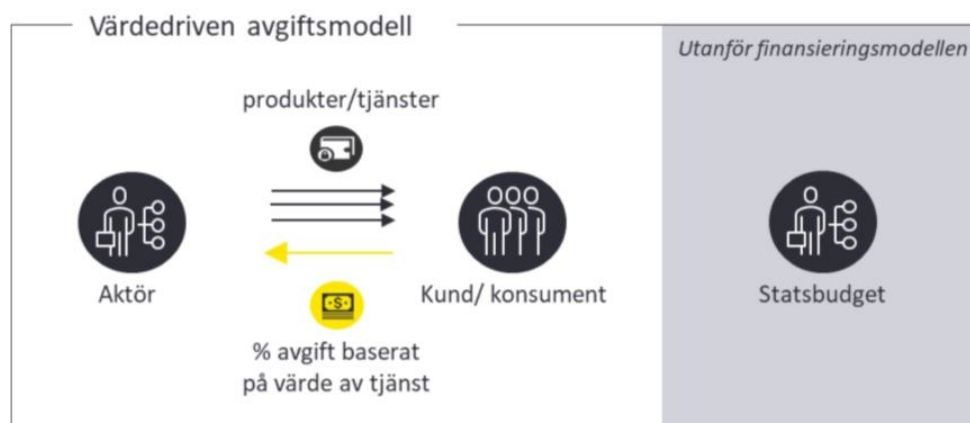 Värdedriven avgiftsmodell
Utanför finansieringsmodellen
produkter/tjänster
Aktör
Kund/ konsument
Statsbudget
$
% avgift baserat
på värde av tjänst